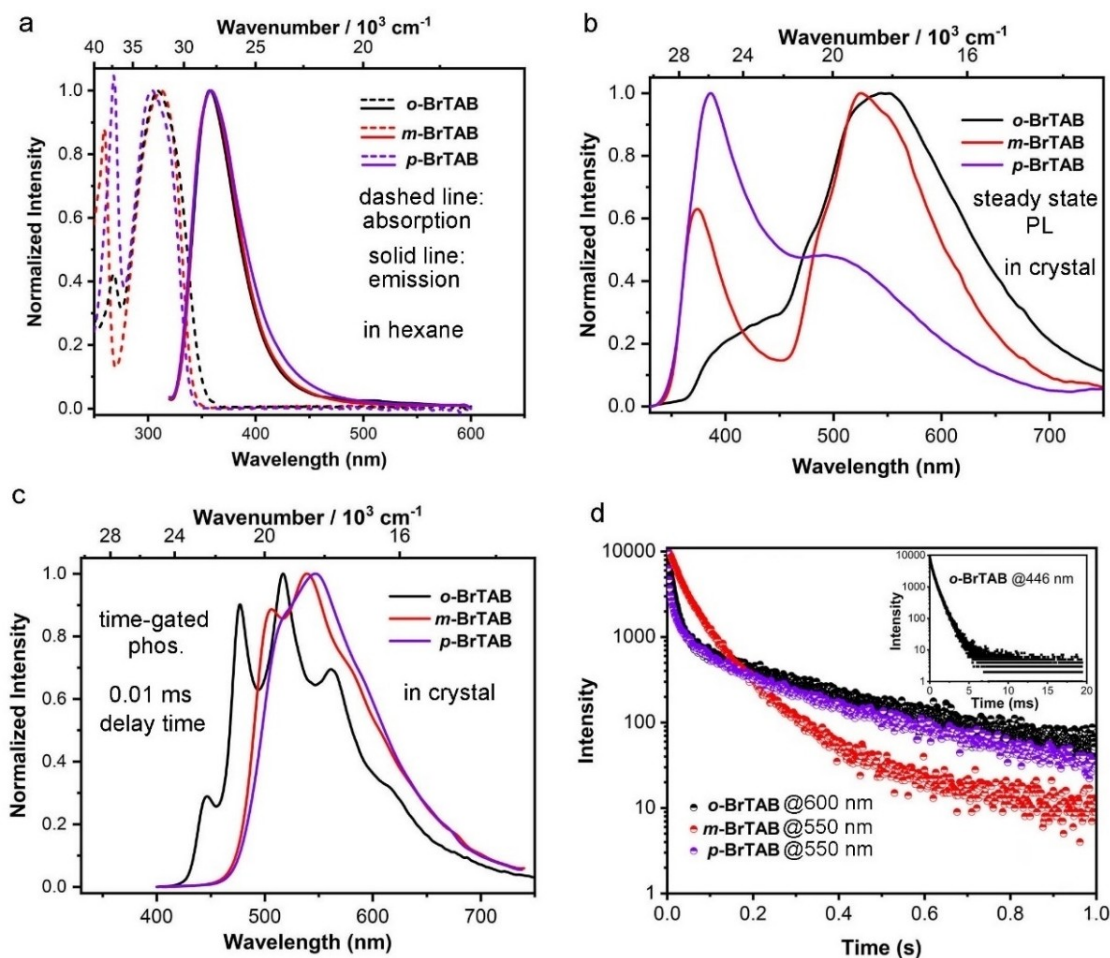 a
Wavenumber / 10³ cm⁻¹
40 35 30 25 20
1.0
0.8
0.6
0.4
0.2
0.0
Normalized Intensity
o-BrTAB
m-BrTAB
p-BrTAB
dashed line:
absorption
solid line:
emission
in hexane
300 400 500 600
Wavelength (nm)
b
Wavenumber / 10³ cm⁻¹
28 24 20 16
1.0
0.8
0.6
0.4
0.2
0.0
Normalized Intensity
o-BrTAB
m-BrTAB
p-BrTAB
steady state
PL
in crystal
400 500 600 700
Wavelength (nm)
c
Wavenumber / 10³ cm⁻¹
28 24 20 16
1.0
0.8
0.6
0.4
0.2
0.0
Normalized Intensity
o-BrTAB
m-BrTAB
p-BrTAB
time-gated
phos.
0.01 ms
delay time
in crystal
400 500 600 700
Wavelength (nm)
d
10000
1000
100
10
1
Intensity
10000
1000
100
10
1
Intensity
o-BrTAB @446 nm
0 5 10 15 20
Time (ms)
o-BrTAB @600 nm
m-BrTAB @550 nm
p-BrTAB @550 nm
0.0 0.2 0.4 0.6 0.8 1.0
Time (s)